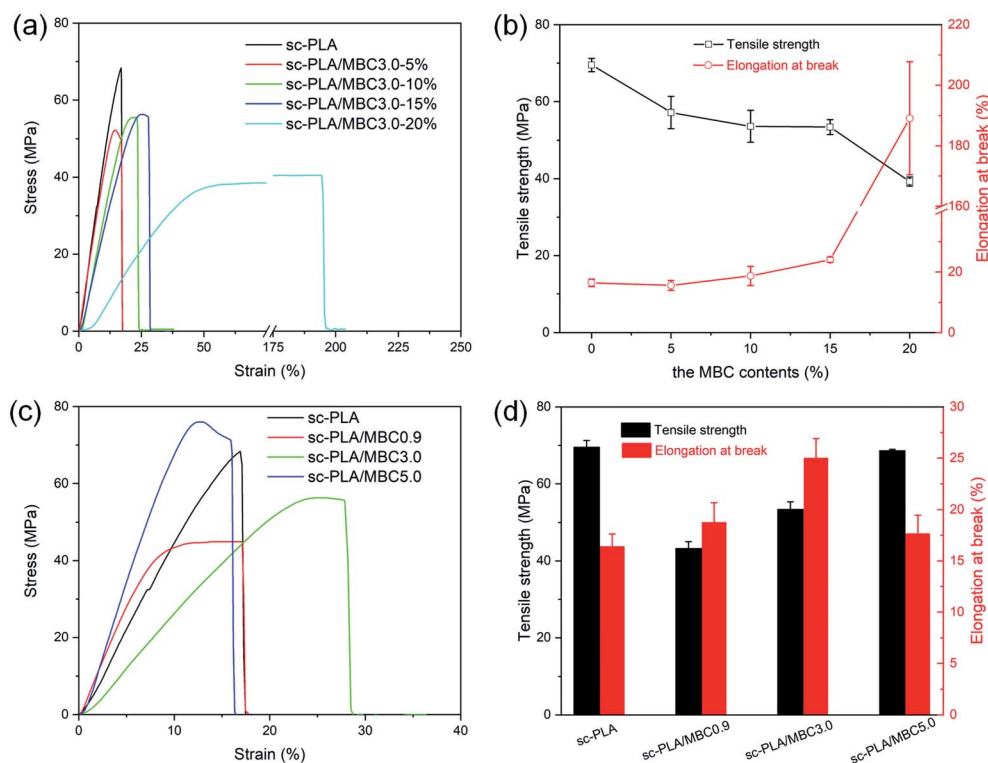 (a)
80
60
40
20
0
Stress (MPa)
sc-PLA
sc-PLA/MBC3.0-5%
sc-PLA/MBC3.0-10%
sc-PLA/MBC3.0-15%
sc-PLA/MBC3.0-20%
0 25 50 175 200 225 250
Strain (%)
(b)
80
60
40
20
0
Tensile strength (MPa)
Tensile strength
Elongation at break
220
200
180
160
20
0
Elongation at break (%)
0 5 10 15 20
the MBC contents (%)
(c)
80
60
40
20
0
Stress (MPa)
sc-PLA
sc-PLA/MBC0.9
sc-PLA/MBC3.0
sc-PLA/MBC5.0
0 10 20 30 40
Strain (%)
(d)
80
60
40
20
0
Tensile strength (MPa)
Tensile strength
Elongation at break
30
25
20
15
10
5
0
Elongation at break (%)
sc-PLA
sc-PLA/MBC0.9
sc-PLA/MBC3.0
sc-PLA/MBC5.0